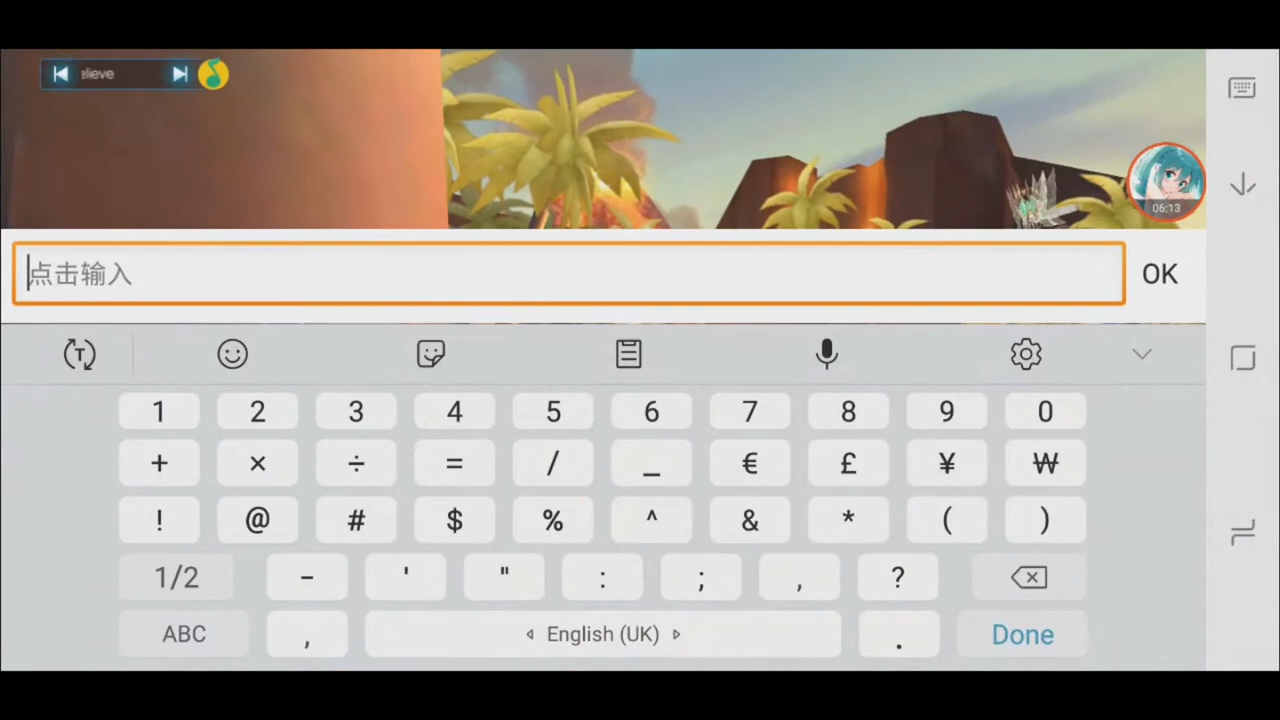 elieve
06:13
点击输入
OK
T
1 2 3 4 5 6 7 8 9 0
+ × ÷ = / _ € £ ¥ ₩
! @ # $ % ^ & * ( )
1/2 - ' " : ; , ?
ABC , English (UK) . Done